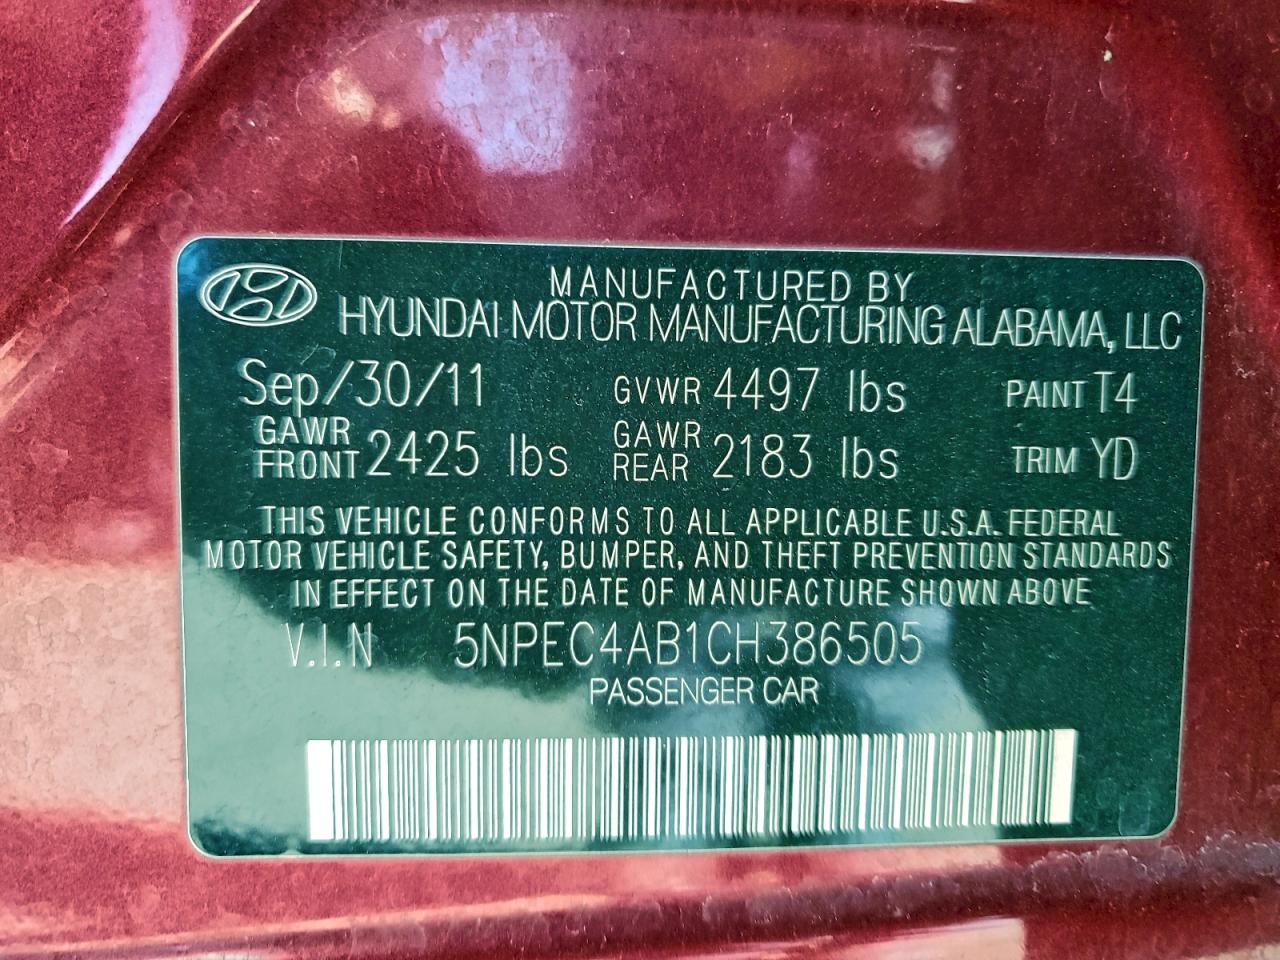 MANUFACTURED BY
HYUNDAI MOTOR MANUFACTURING ALABAMA, LLC
Sep/30/11 GVWR 4497 lbs PAINT T4
GAWR FRONT 2425 lbs GAWR REAR 2183 lbs TRIM YD
THIS VEHICLE CONFORMS TO ALL APPLICABLE U.S.A. FEDERAL
MOTOR VEHICLE SAFETY, BUMPER, AND THEFT PREVENTION STANDARDS
IN EFFECT ON THE DATE OF MANUFACTURE SHOWN ABOVE
V.I.N 5NPEC4AB1CH386505
PASSENGER CAR